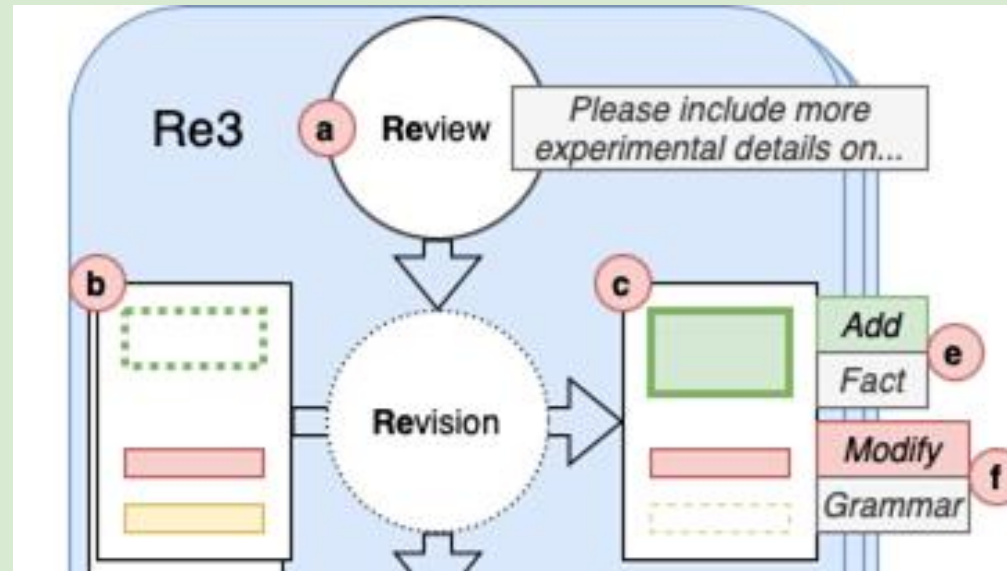 Re3
a
Review
Please include more
experimental details on...
b
c
Add
e
Fact
Revision
Modify
f
Grammar